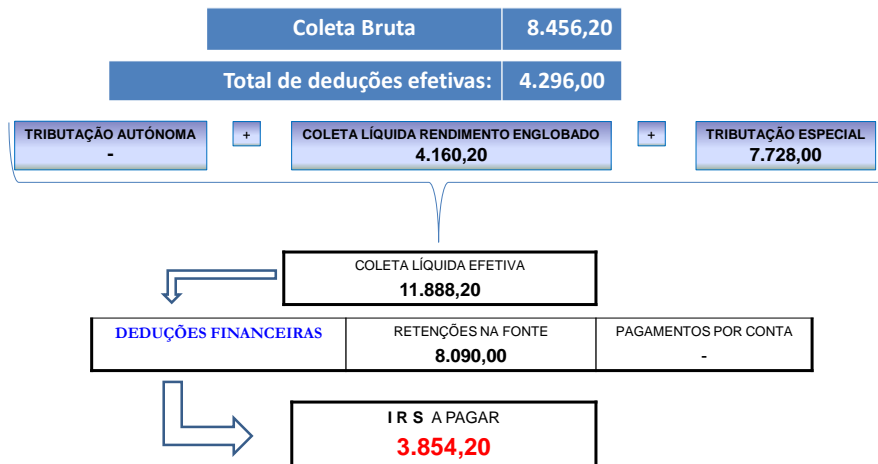 Coleta Bruta 8.456,20
Total de deduções efetivas: 4.296,00
TRIBUTAÇÃO AUTÓNOMA + COLETA LÍQUIDA RENDIMENTO ENGLOBADO + TRIBUTAÇÃO ESPECIAL
- 4.160,20 7.728,00
COLETA LÍQUIDA EFETIVA
11.888,20
DEDUÇÕES FINANCEIRAS RETENÇÕES NA FONTE PAGAMENTOS POR CONTA
8.090,00 -
I R S A PAGAR
3.854,20